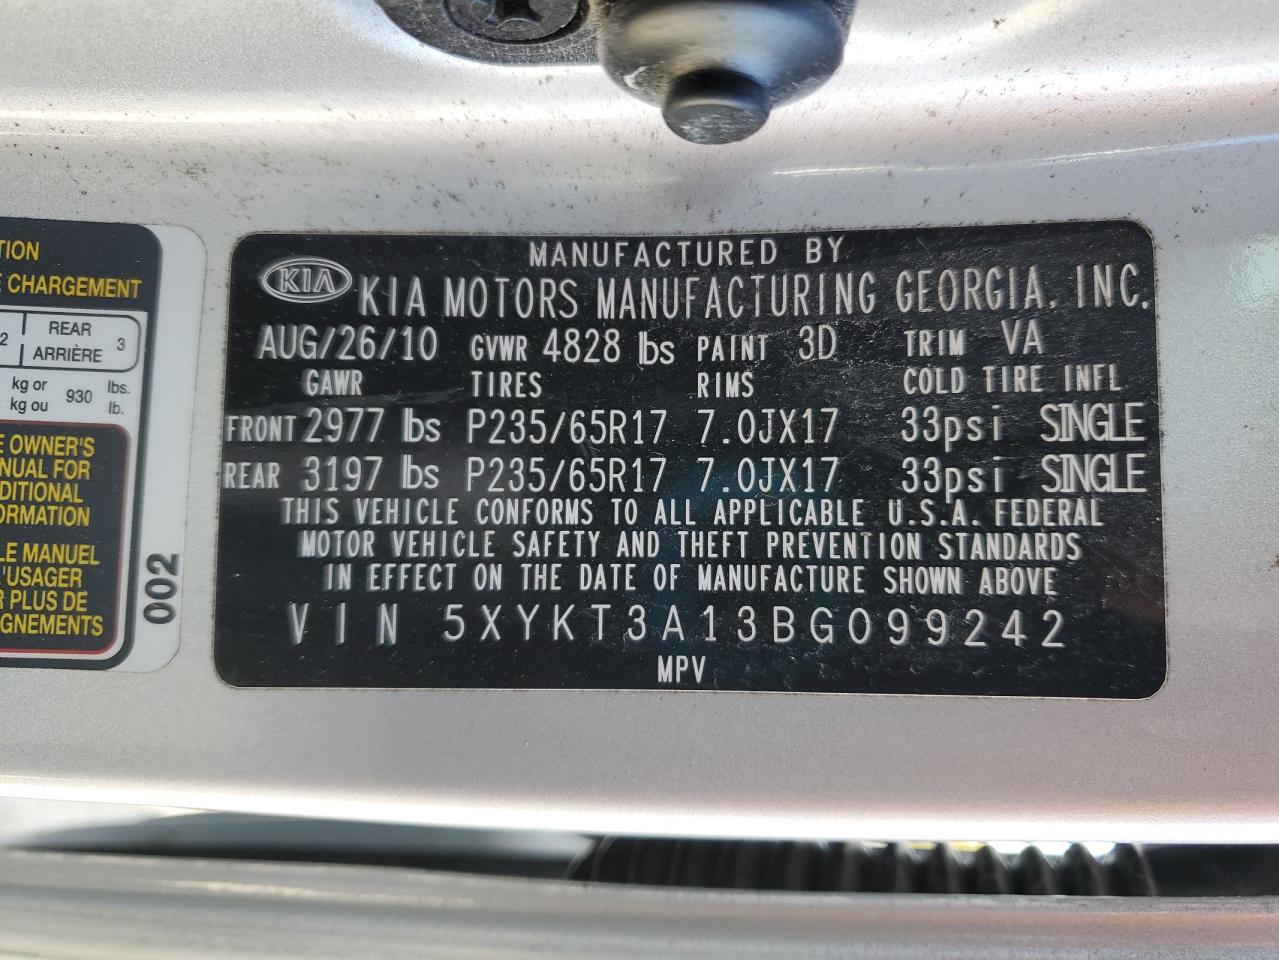 TION
E CHARGEMENT
2 REAR 3
ARRIÈRE
kg or 930 lbs.
kg ou lb.
E OWNER'S
NUAL FOR
DITIONAL
ORMATION
LE MANUEL
L'USAGER
R PLUS DE
GNEMENTS
002
MANUFACTURED BY
KIA KIA MOTORS MANUFACTURING GEORGIA, INC.
AUG/26/10 GVWR 4828 lbs PAINT 3D TRIM VA
GAWR TIRES RIMS COLD TIRE INFL
FRONT 2977 lbs P235/65R17 7.0JX17 33psi SINGLE
REAR 3197 lbs P235/65R17 7.0JX17 33psi SINGLE
THIS VEHICLE CONFORMS TO ALL APPLICABLE U.S.A. FEDERAL
MOTOR VEHICLE SAFETY AND THEFT PREVENTION STANDARDS
IN EFFECT ON THE DATE OF MANUFACTURE SHOWN ABOVE
VIN 5XYKT3A13BG099242
MPV